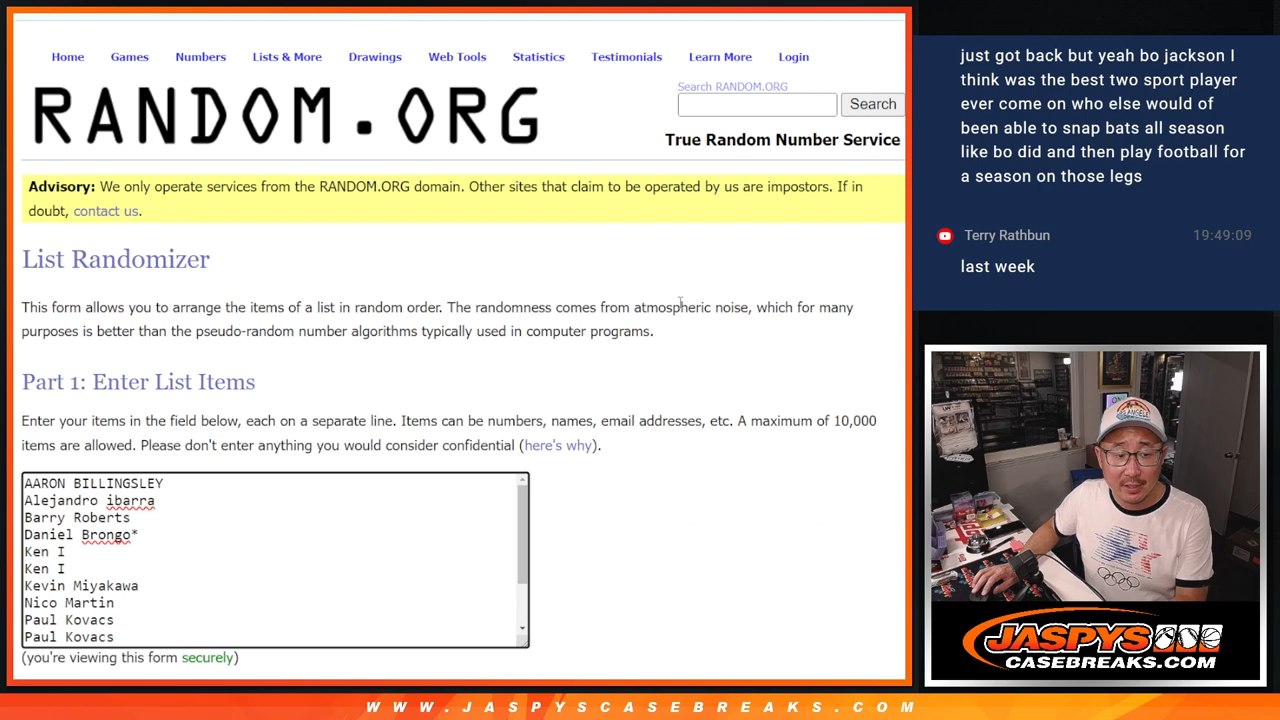 Home Games Numbers Lists & More Drawings Web Tools Statistics Testimonials Learn More Login
RANDOM.ORG
Search RANDOM.ORG
Search
True Random Number Service
Advisory: We only operate services from the RANDOM.ORG domain. Other sites that claim to be operated by us are impostors. If in
doubt, contact us.
List Randomizer
This form allows you to arrange the items of a list in random order. The randomness comes from atmospheric noise, which for many
purposes is better than the pseudo-random number algorithms typically used in computer programs.
Part 1: Enter List Items
Enter your items in the field below, each on a separate line. Items can be numbers, names, email addresses, etc. A maximum of 10,000
items are allowed. Please don't enter anything you would consider confidential (here's why).
AARON BILLINGSLEY
Alejandro ibarra
Barry Roberts
Daniel Brongo*
Ken I
Ken I
Kevin Miyakawa
Nico Martin
Paul Kovacs
Paul Kovacs
(you're viewing this form securely)
just got back but yeah bo jackson I
think was the best two sport player
ever come on who else would of
been able to snap bats all season
like bo did and then play football for
a season on those legs
Terry Rathbun 19:49:09
last week
JASPYS
CASEBREAKS.COM
WWW.JASPYSCASEBREAKS.COM